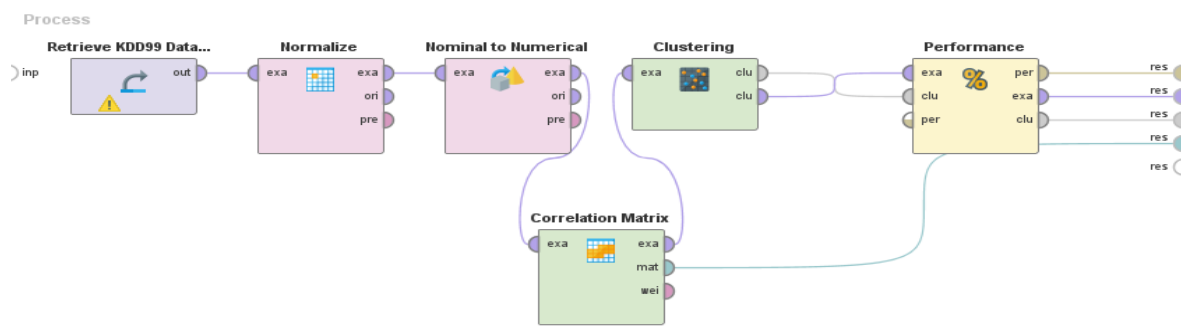 Process
Retrieve KDD99 Data...
Normalize
Nominal to Numerical
Clustering
Performance
inp
out
exa
exa
ori
pre
exa
exa
ori
pre
exa
clu
clu
exa
clu
per
per
exa
clu
res
res
res
res
res
Correlation Matrix
exa
exa
mat
wei